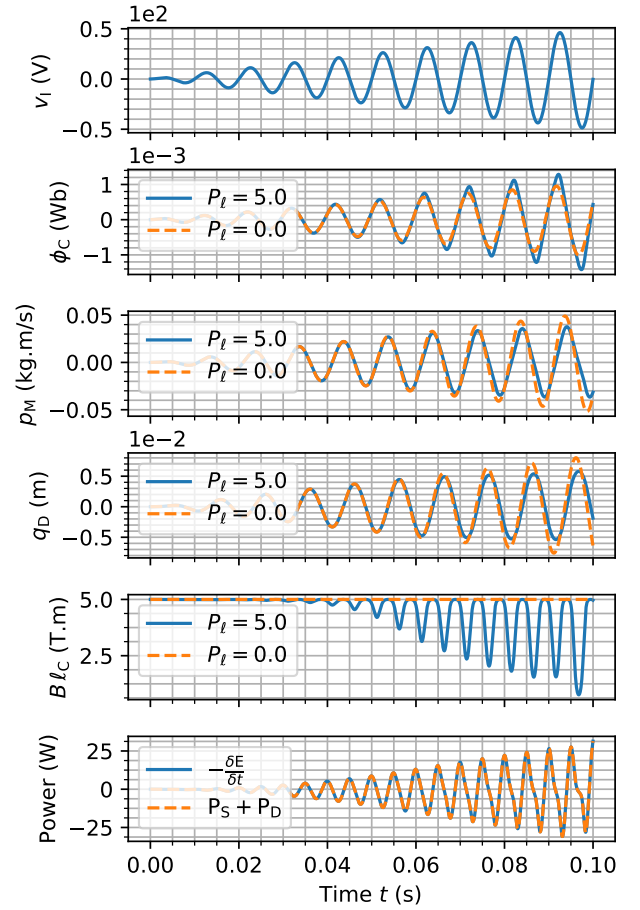 1e2
0.5
0.0
−0.5
v_I (V)
1e−3
1
0
−1
ϕ_C (Wb)
P_ℓ = 5.0
P_ℓ = 0.0
0.05
0.00
−0.05
p_M (kg.m/s)
P_ℓ = 5.0
P_ℓ = 0.0
1e−2
0.5
0.0
−0.5
q_D (m)
P_ℓ = 5.0
P_ℓ = 0.0
5.0
2.5
Bℓ_C (T.m)
P_ℓ = 5.0
P_ℓ = 0.0
25
0
−25
Power (W)
−δE/δt
P_S + P_D
0.00 0.02 0.04 0.06 0.08 0.10
Time t (s)